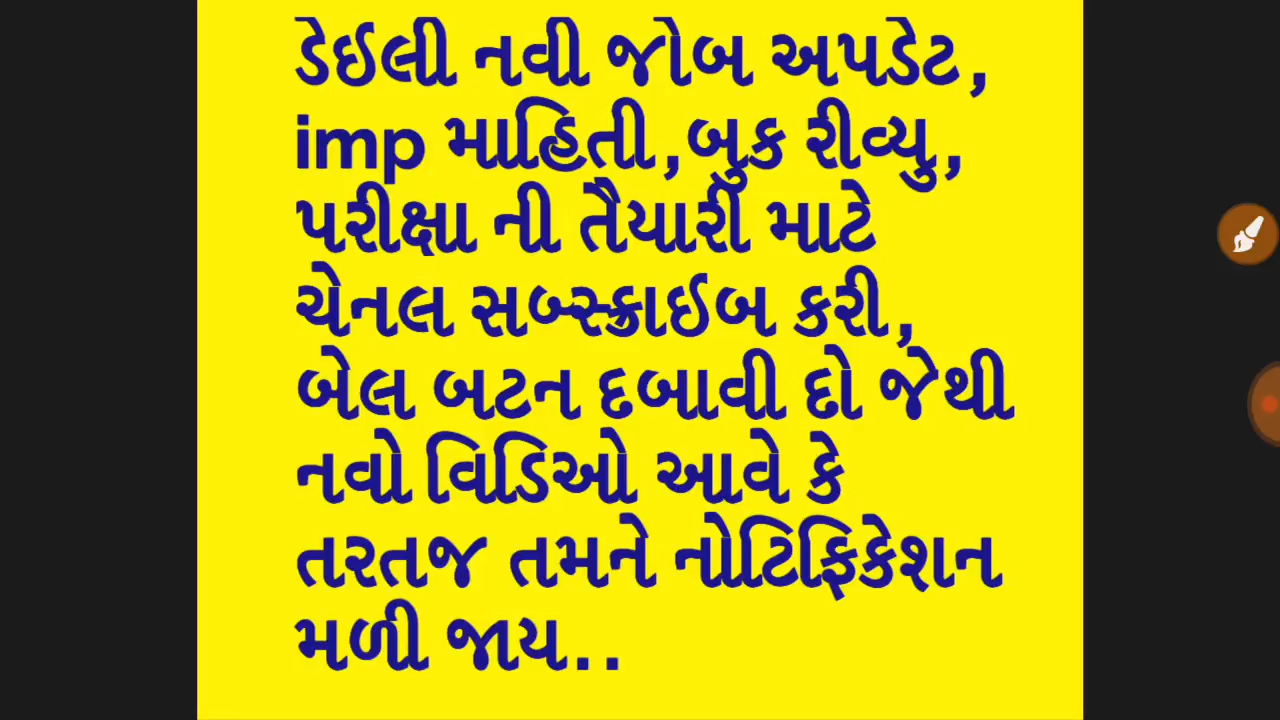 ડેઈલી નવી જોબ અપડેટ,
imp માહિતી,બુક રીવ્યુ,
પરીક્ષા ની તૈયારી માટે
ચેનલ સબ્સ્ક્રાઈબ કરી,
બેલ બટન દબાવી દો જેથી
નવો વિડિઓ આવે કે
તરતજ તમને નોટિફિકેશન
મળી જાય..